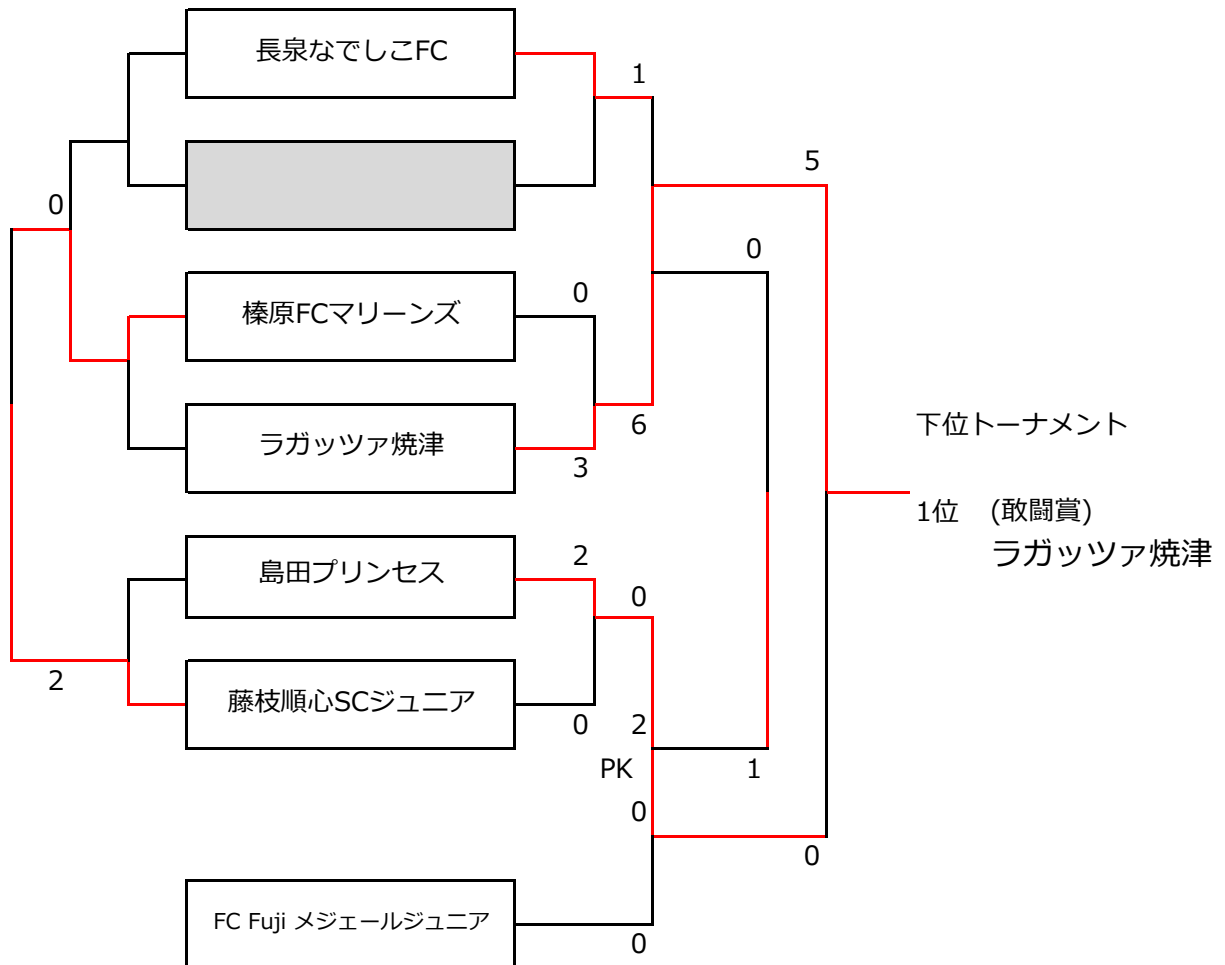 長泉なでしこFC
1
5
0
0
榛原FCマリーンズ
0
ラガッツァ焼津
6
3
下位トーナメント
1位 (敢闘賞)
ラガッツァ焼津
島田プリンセス
2
0
2
藤枝順心SCジュニア
0
2
PK
1
0
0
FC Fuji メジェールジュニア
0